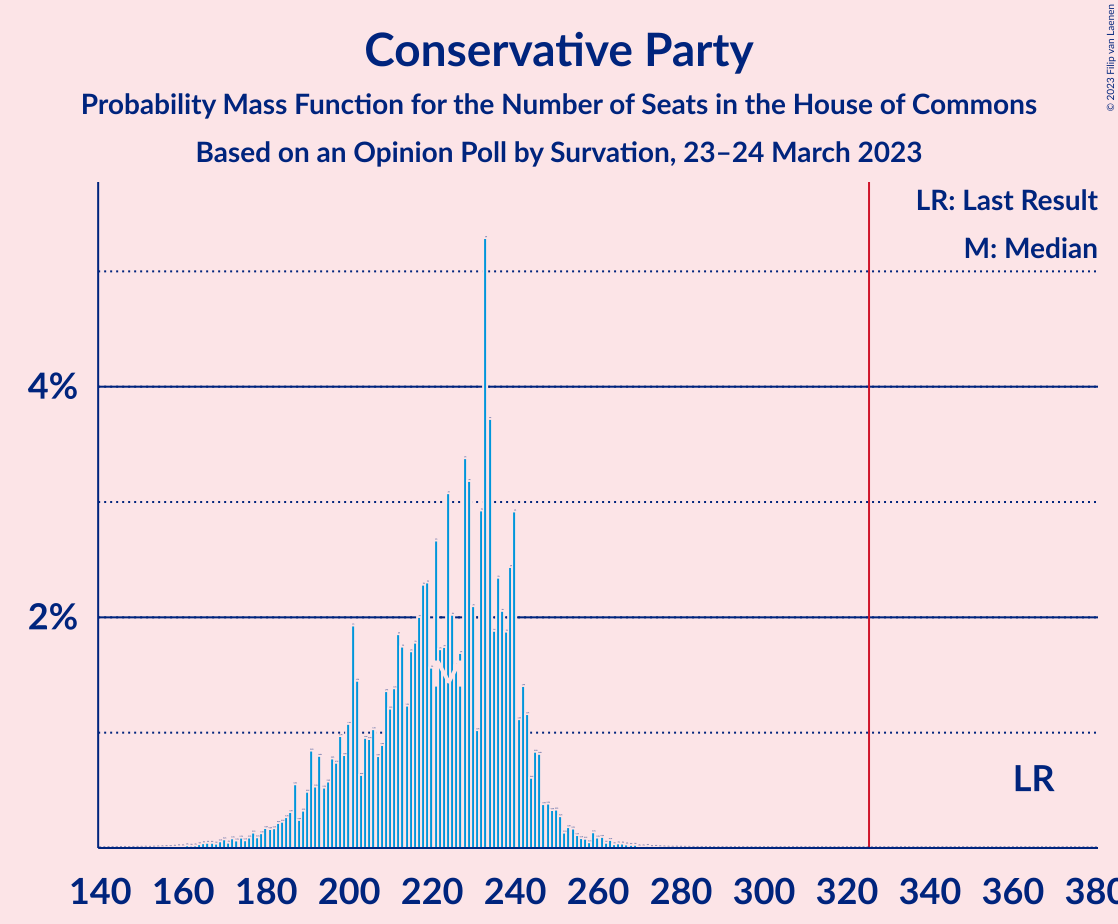 Conservative Party
Probability Mass Function for the Number of Seats in the House of Commons
Based on an Opinion Poll by Survation, 23–24 March 2023
© 2023 Filip van Laenen
LR: Last Result
M: Median
4%
2%
M
LR
140 160 180 200 220 240 260 280 300 320 340 360 380